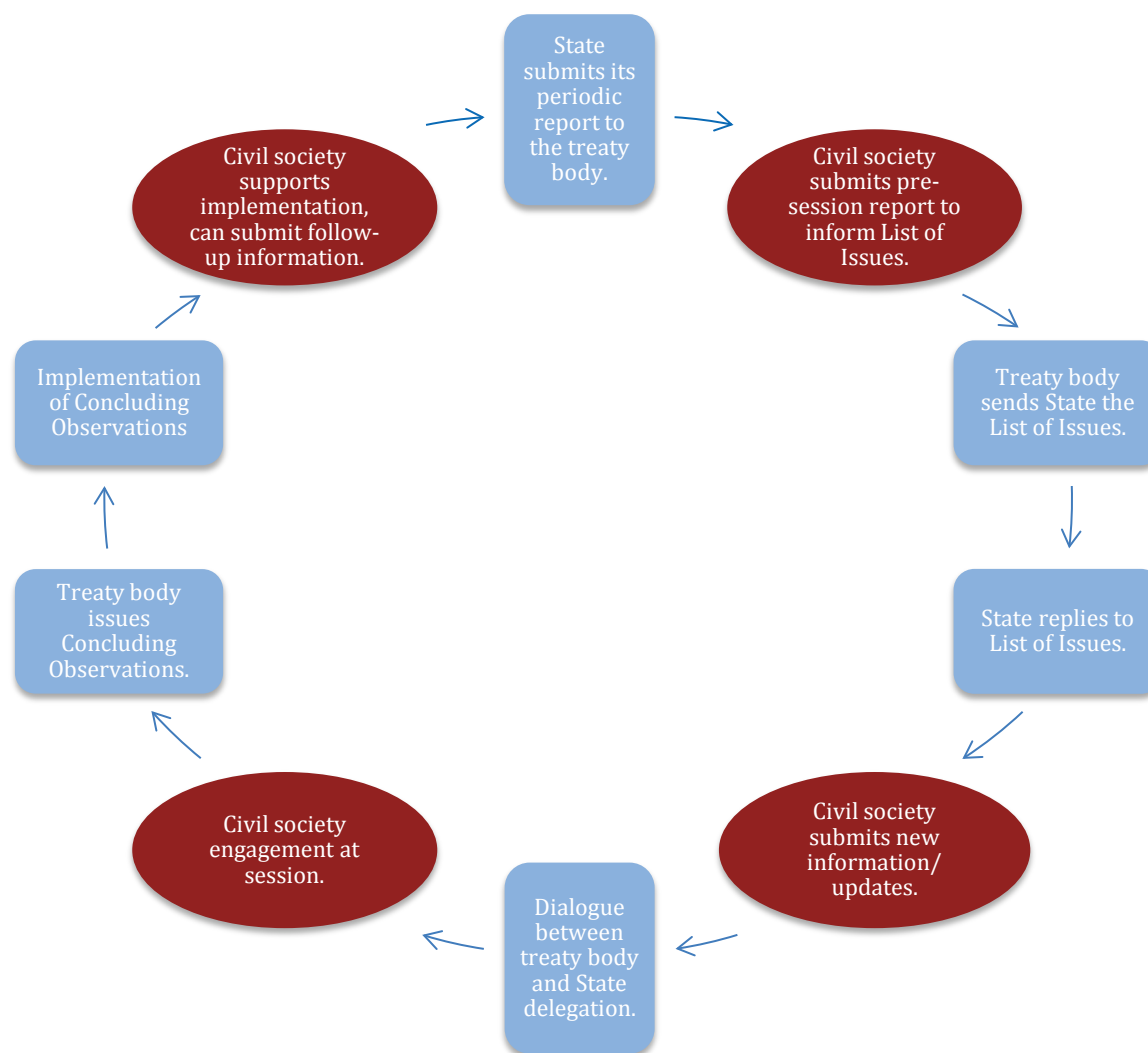 State
submits its
periodic
report to
the treaty
body.
Civil society
submits pre-
session report to
inform List of
Issues.
Treaty body
sends State the
List of Issues.
State replies to
List of Issues.
Civil society
submits new
information/
updates.
Dialogue
between
treaty body
and State
delegation.
Civil society
engagement at
session.
Treaty body
issues
Concluding
Observations.
Implementation
of Concluding
Observations
Civil society
supports
implementation,
can submit follow-
up information.